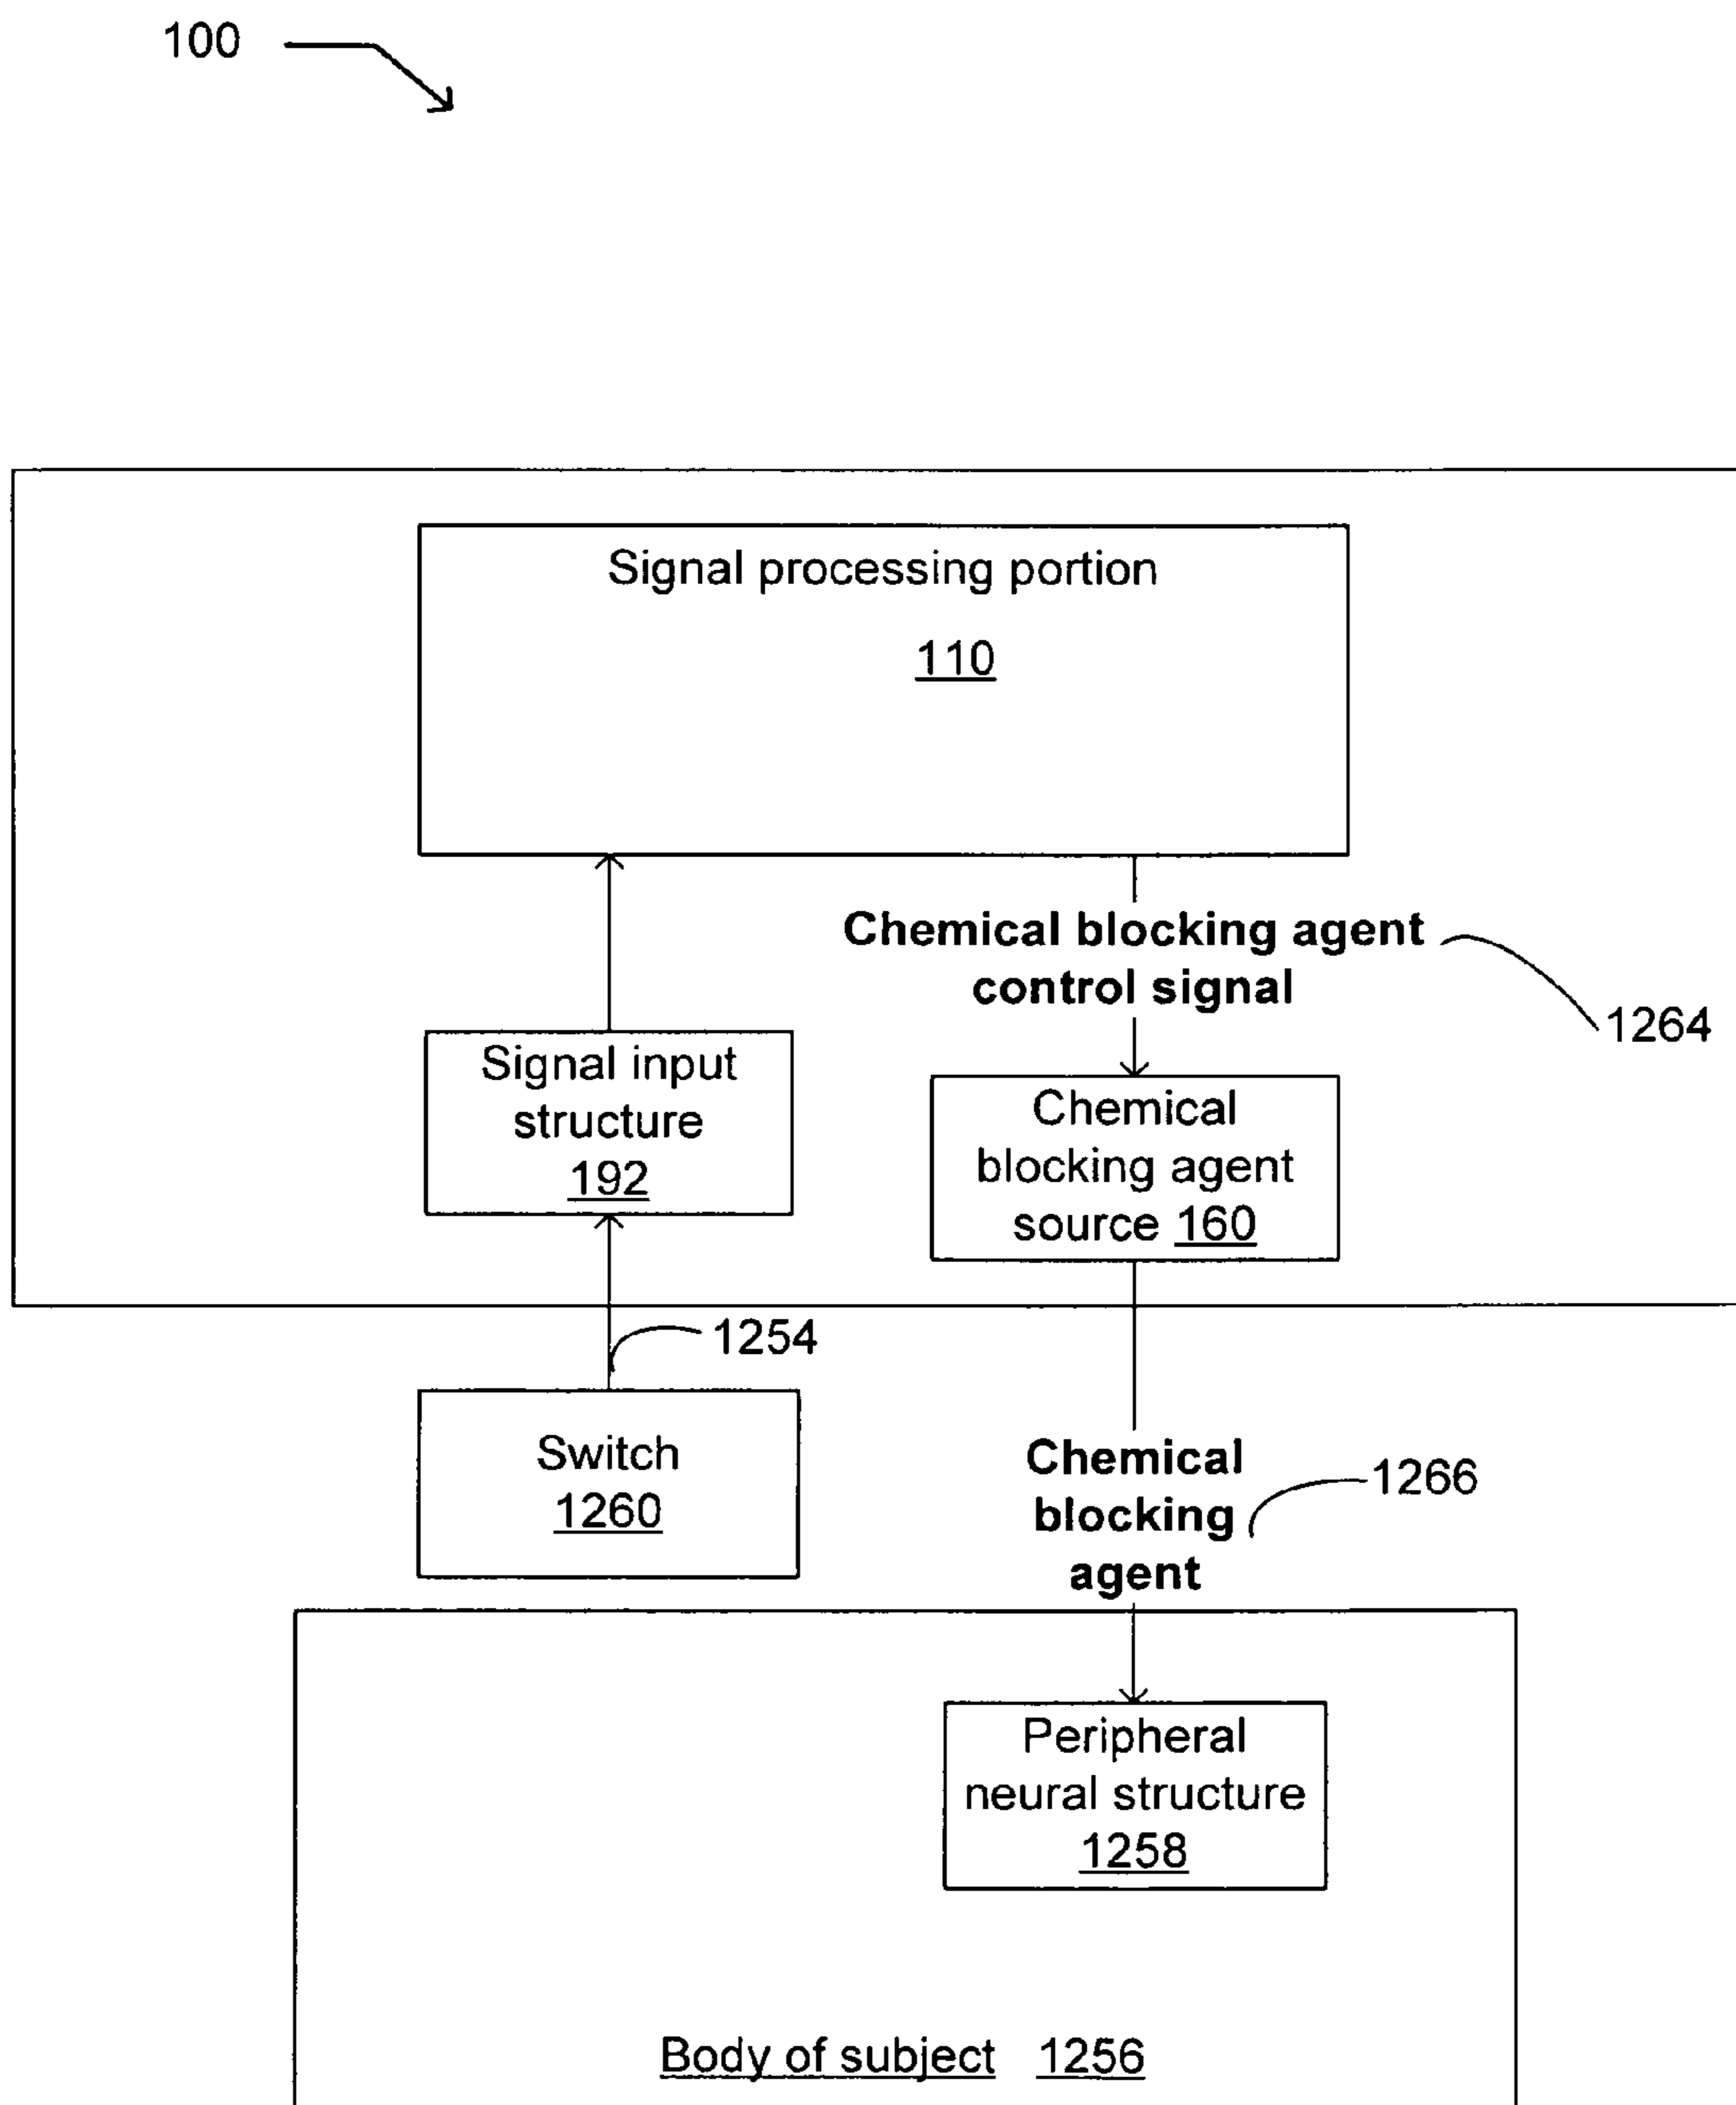 100
Signal processing portion
110
Chemical blocking agent
control signal
1264
Signal input
structure
192
Chemical
blocking agent
source 160
1254
Switch
1260
Chemical
blocking
agent
1266
Peripheral
neural structure
1258
Body of subject 1256